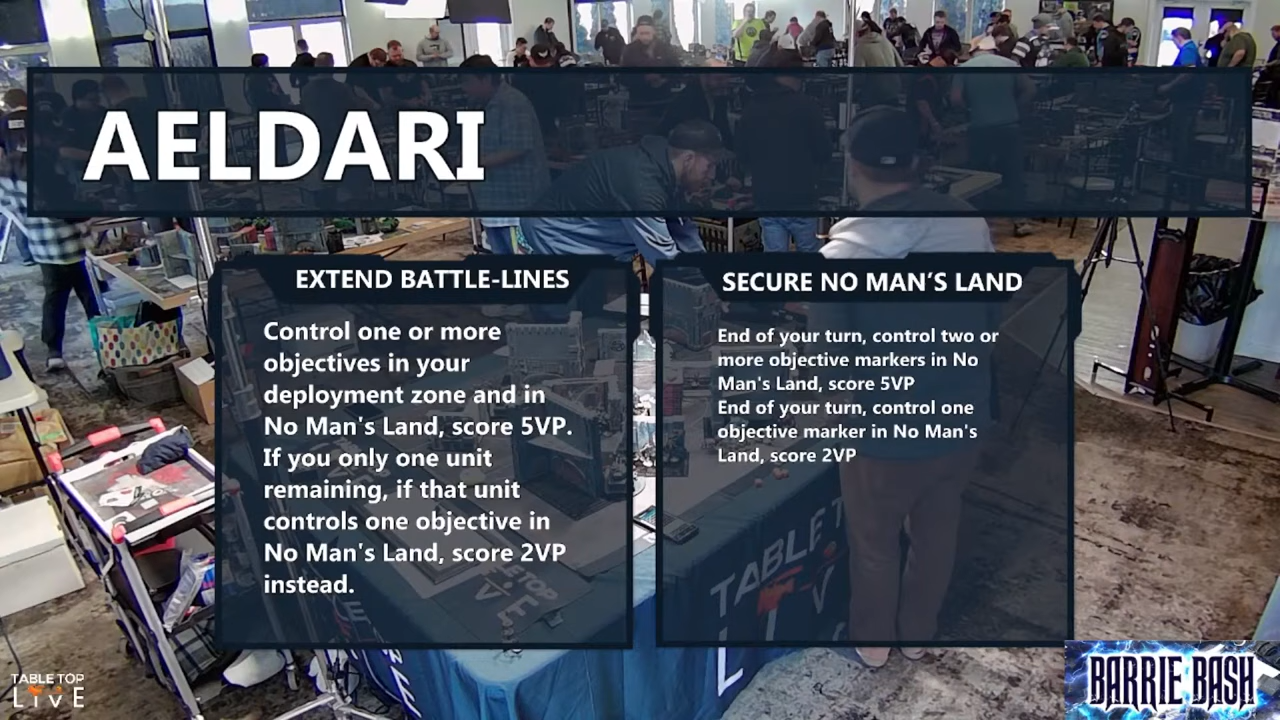 AELDARI
EXTEND BATTLE-LINES
Control one or more
objectives in your
deployment zone and in
No Man's Land, score 5VP.
If you only one unit
remaining, if that unit
controls one objective in
No Man's Land, score 2VP
instead.
SECURE NO MAN’S LAND
End of your turn, control two or
more objective markers in No
Man's Land, score 5VP
End of your turn, control one
objective marker in No Man's
Land, score 2VP
TABLE T
L
TABLE TOP
LIVE
BARRIE BASH